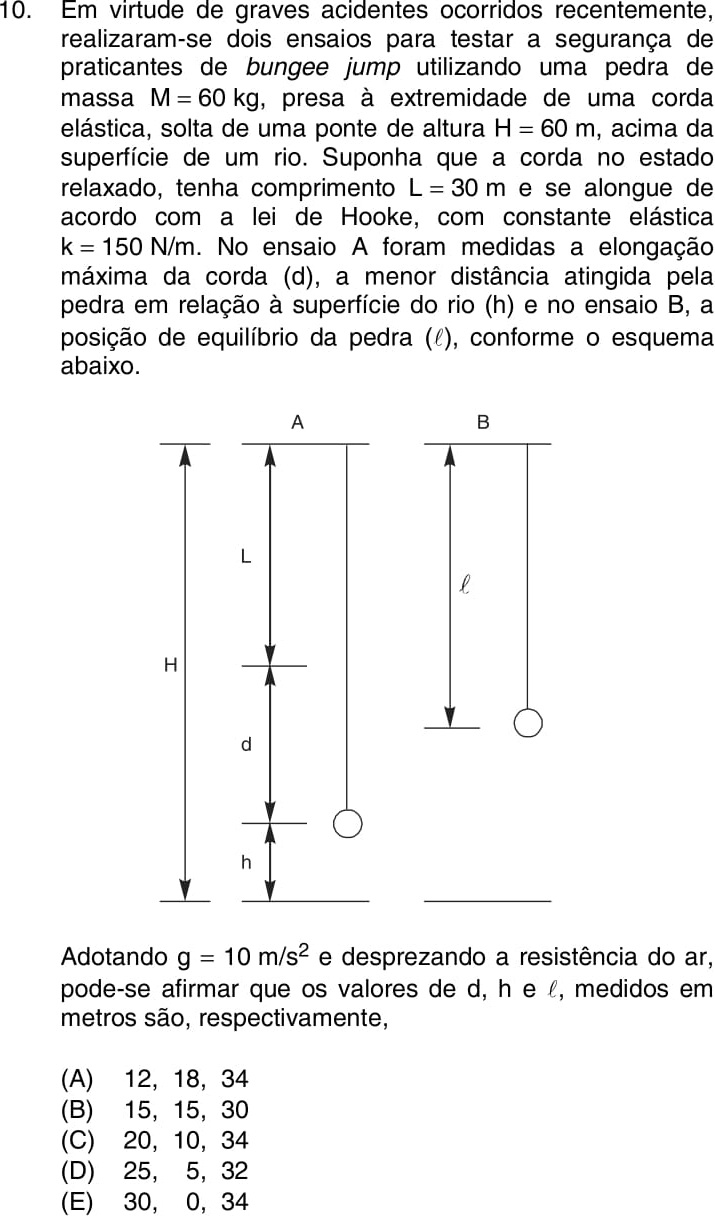 10. Em virtude de graves acidentes ocorridos recentemente,
realizaram-se dois ensaios para testar a segurança de
praticantes de bungee jump utilizando uma pedra de
massa M = 60 kg, presa à extremidade de uma corda
elástica, solta de uma ponte de altura H = 60 m, acima da
superfície de um rio. Suponha que a corda no estado
relaxado, tenha comprimento L = 30 m e se alongue de
acordo com a lei de Hooke, com constante elástica
k = 150 N/m. No ensaio A foram medidas a elongação
máxima da corda (d), a menor distância atingida pela
pedra em relação à superfície do rio (h) e no ensaio B, a
posição de equilíbrio da pedra (ℓ), conforme o esquema
abaixo.
A B
L
ℓ
H
d
h
Adotando g = 10 m/s² e desprezando a resistência do ar,
pode-se afirmar que os valores de d, h e ℓ, medidos em
metros são, respectivamente,
(A) 12, 18, 34
(B) 15, 15, 30
(C) 20, 10, 34
(D) 25, 5, 32
(E) 30, 0, 34